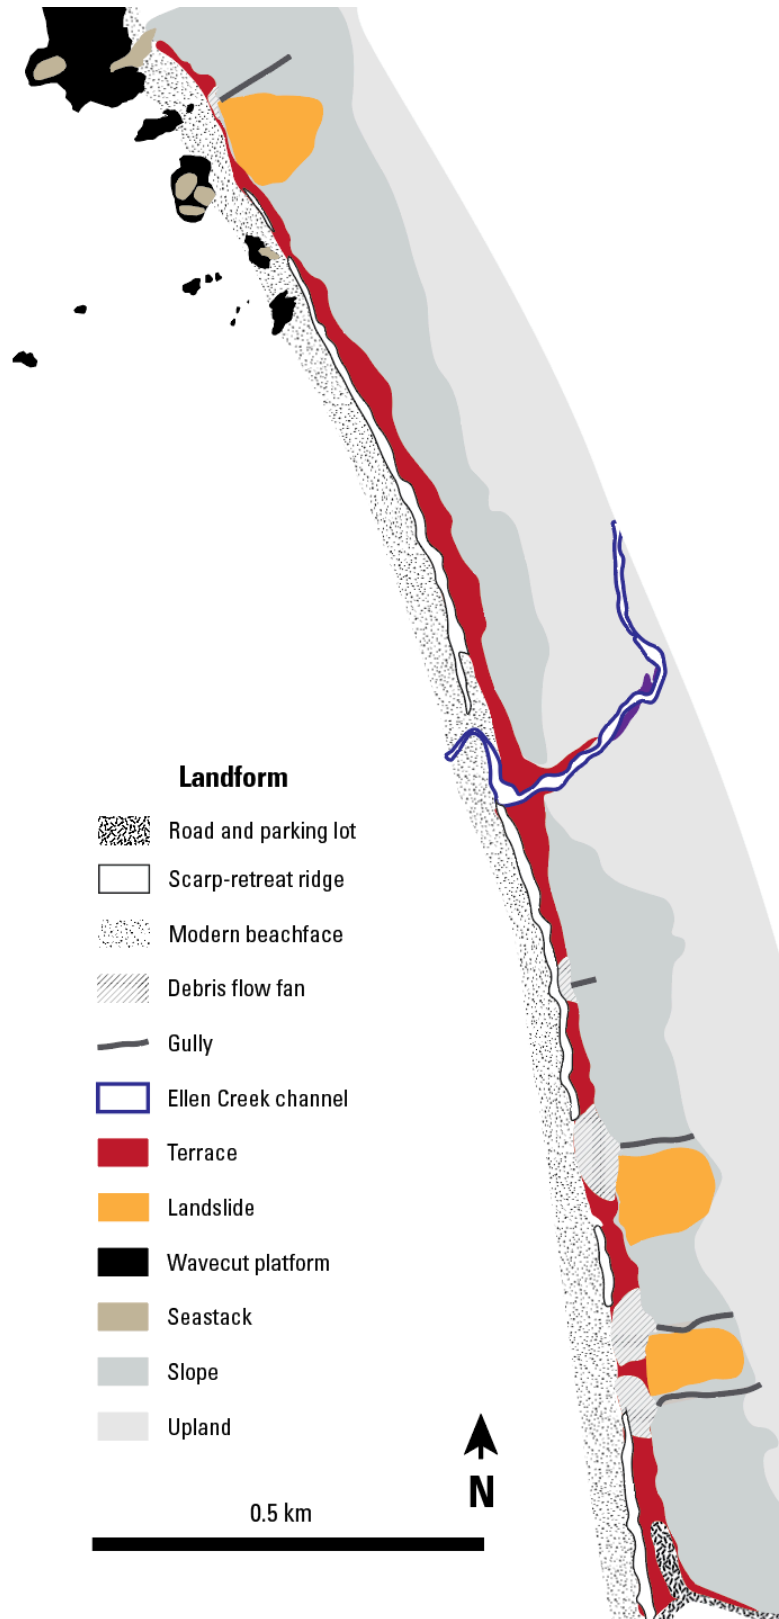 Landform
Road and parking lot
Scarp-retreat ridge
Modern beachface
Debris flow fan
Gully
Ellen Creek channel
Terrace
Landslide
Wavecut platform
Seastack
Slope
Upland
N
0.5 km